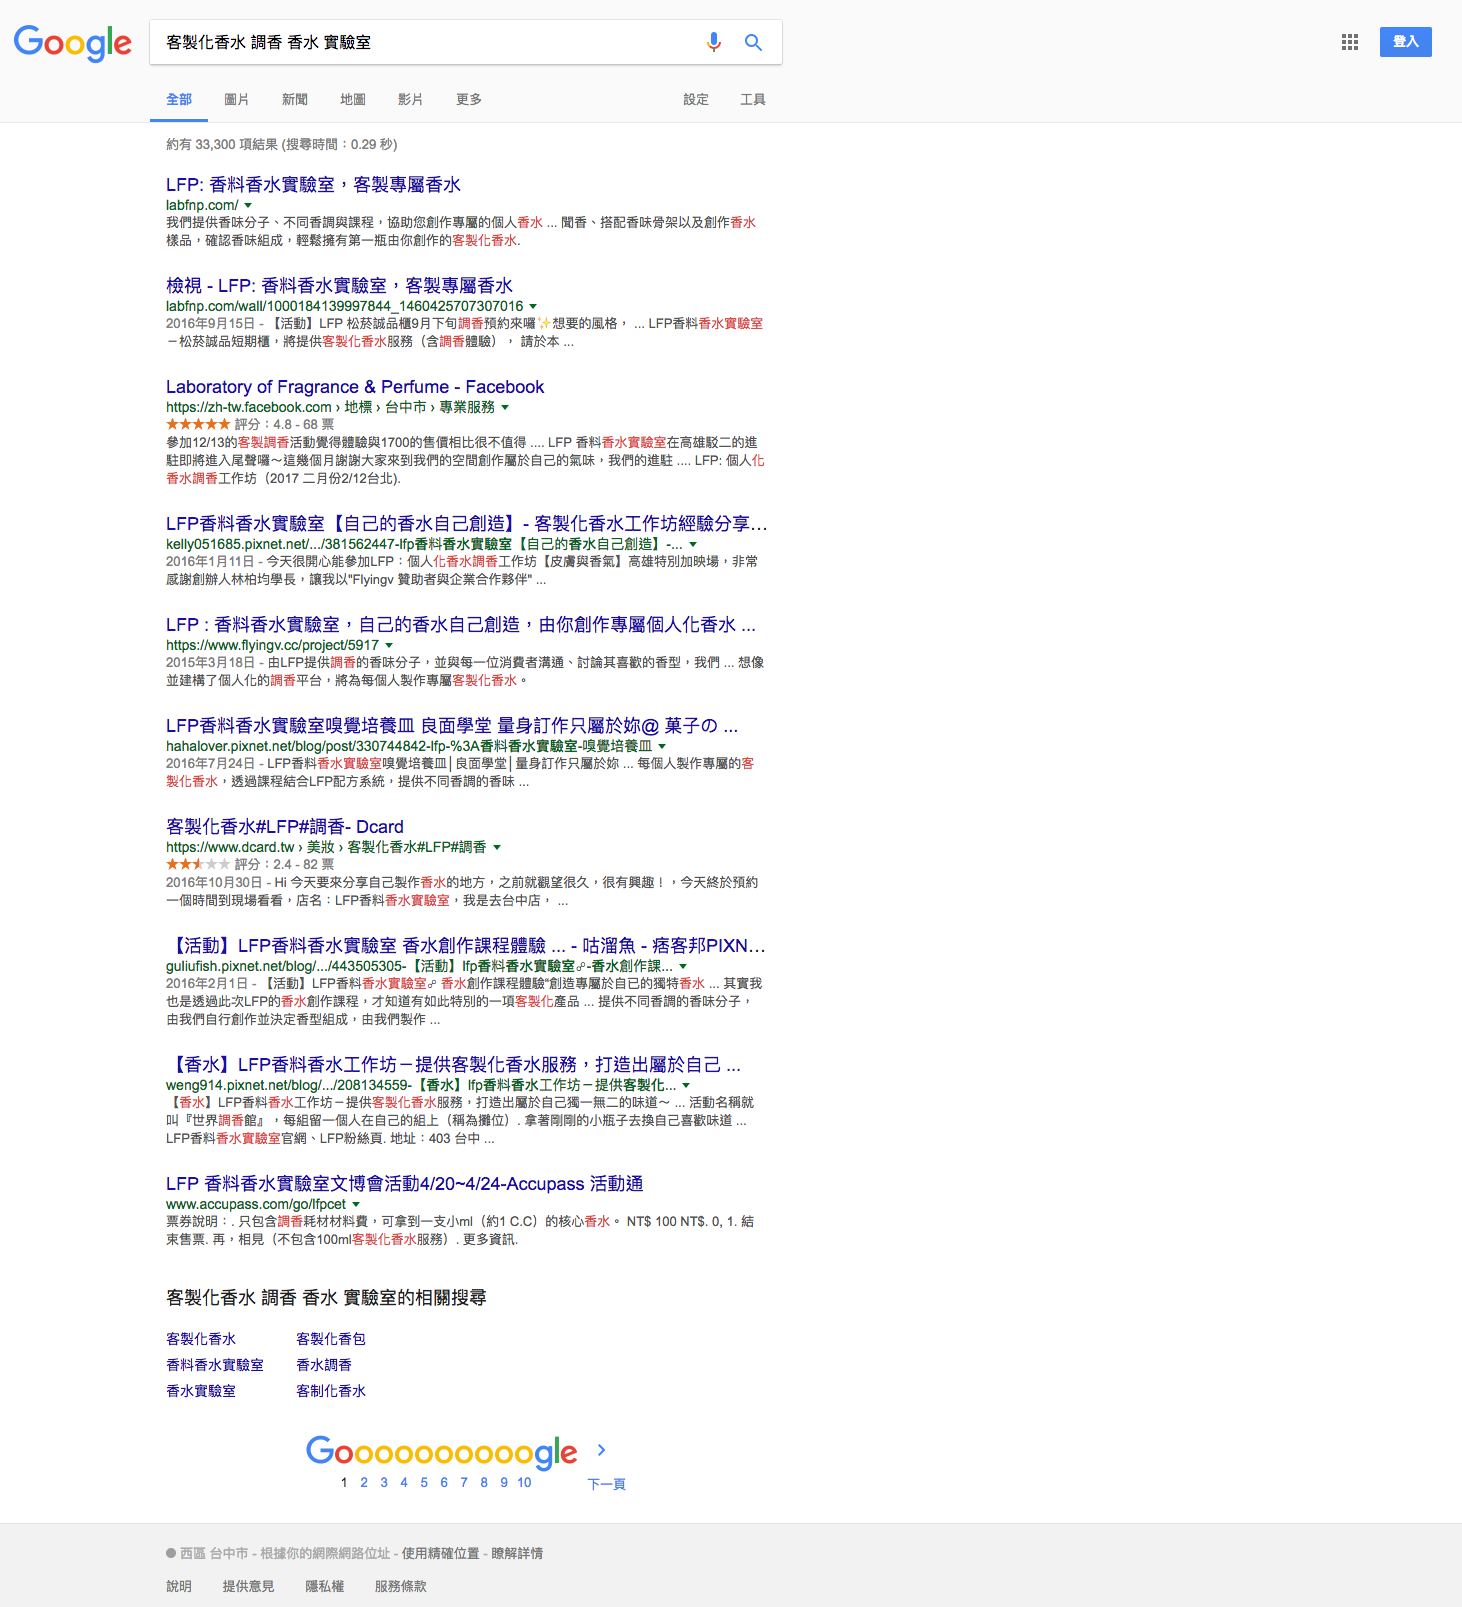 Google
客製化香水 調香 香水 實驗室
登入
全部 圖片 新聞 地圖 影片 更多 設定 工具
約有 33,300 項結果 (搜尋時間：0.29 秒)
LFP: 香料香水實驗室，客製專屬香水
labfnp.com/
我們提供香味分子、不同香調與課程，協助您創作專屬的個人香水 ... 聞香、搭配香味骨架以及創作香水
樣品，確認香味組成，輕鬆擁有第一瓶由你創作的客製化香水.
檢視 - LFP: 香料香水實驗室，客製專屬香水
labfnp.com/wall/1000184139997844_1460425707307016
2016年9月15日 - 【活動】LFP 松菸誠品櫃9月下旬調香預約來囉✨想要的風格， ... LFP香料香水實驗室
－松菸誠品短期櫃，將提供客製化香水服務（含調香體驗）， 請於本 ...
Laboratory of Fragrance & Perfume - Facebook
https://zh-tw.facebook.com › 地標 › 台中市 › 專業服務
★★★★★ 評分：4.8 - 68 票
參加12/13的客製調香活動覺得體驗與1700的售價相比很不值得 .... LFP 香料香水實驗室在高雄駁二的進
駐即將進入尾聲囉～這幾個月謝謝大家來到我們的空間創作屬於自己的氣味，我們的進駐 .... LFP: 個人化
香水調香工作坊（2017 二月份2/12台北).
LFP香料香水實驗室【自己的香水自己創造】- 客製化香水工作坊經驗分享...
kelly051685.pixnet.net/.../381562447-lfp香料香水實驗室【自己的香水自己創造】-...
2016年1月11日 - 今天很開心能參加LFP：個人化香水調香工作坊【皮膚與香氣】高雄特別加映場，非常
感謝創辦人林柏均學長，讓我以"Flyingv 贊助者與企業合作夥伴" ...
LFP : 香料香水實驗室，自己的香水自己創造，由你創作專屬個人化香水 ...
https://www.flyingv.cc/project/5917
2015年3月18日 - 由LFP提供調香的香味分子，並與每一位消費者溝通、討論其喜歡的香型，我們 ... 想像
並建構了個人化的調香平台，將為每個人製作專屬客製化香水。
LFP香料香水實驗室嗅覺培養皿 良面學堂 量身訂作只屬於妳@ 菓子の ...
hahalover.pixnet.net/blog/post/330744842-lfp-%3A香料香水實驗室-嗅覺培養皿
2016年7月24日 - LFP香料香水實驗室嗅覺培養皿│良面學堂│量身訂作只屬於妳 ... 每個人製作專屬的客
製化香水，透過課程結合LFP配方系統，提供不同香調的香味 ...
客製化香水#LFP#調香- Dcard
https://www.dcard.tw › 美妝 › 客製化香水#LFP#調香
★★★★★ 評分：2.4 - 82 票
2016年10月30日 - Hi 今天要來分享自己製作香水的地方，之前就觀望很久，很有興趣！，今天終於預約
一個時間到現場看看，店名：LFP香料香水實驗室，我是去台中店， ...
【活動】LFP香料香水實驗室 香水創作課程體驗 ... - 咕溜魚 - 痞客邦PIXN...
guliufish.pixnet.net/blog/.../443505305-【活動】lfp香料香水實驗室☍-香水創作課...
2016年2月1日 - 【活動】LFP香料香水實驗室☍ 香水創作課程體驗“創造專屬於自已的獨特香水 ... 其實我
也是透過此次LFP的香水創作課程，才知道有如此特別的一項客製化產品 ... 提供不同香調的香味分子，
由我們自行創作並決定香型組成，由我們製作 ...
【香水】LFP香料香水工作坊－提供客製化香水服務，打造出屬於自己 ...
weng914.pixnet.net/blog/.../208134559-【香水】lfp香料香水工作坊－提供客製化...
【香水】LFP香料香水工作坊－提供客製化香水服務，打造出屬於自己獨一無二的味道～ ... 活動名稱就
叫『世界調香館』，每組留一個人在自己的組上（稱為攤位）. 拿著剛剛的小瓶子去換自己喜歡味道 ...
LFP香料香水實驗室官網、LFP粉絲頁. 地址：403 台中 ...
LFP 香料香水實驗室文博會活動4/20~4/24-Accupass 活動通
www.accupass.com/go/lfpcet
票券說明：. 只包含調香耗材材料費，可拿到一支小ml（約1 C.C）的核心香水。 NT$ 100 NT$. 0, 1. 結
束售票. 再，相見（不包含100ml客製化香水服務）. 更多資訊.
客製化香水 調香 香水 實驗室的相關搜尋
客製化香水 客製化香包
香料香水實驗室 香水調香
香水實驗室 客制化香水
Goooooooooogle
1 2 3 4 5 6 7 8 9 10 下一頁
西區 台中市 - 根據你的網際網路位址 - 使用精確位置 - 瞭解詳情
說明 提供意見 隱私權 服務條款